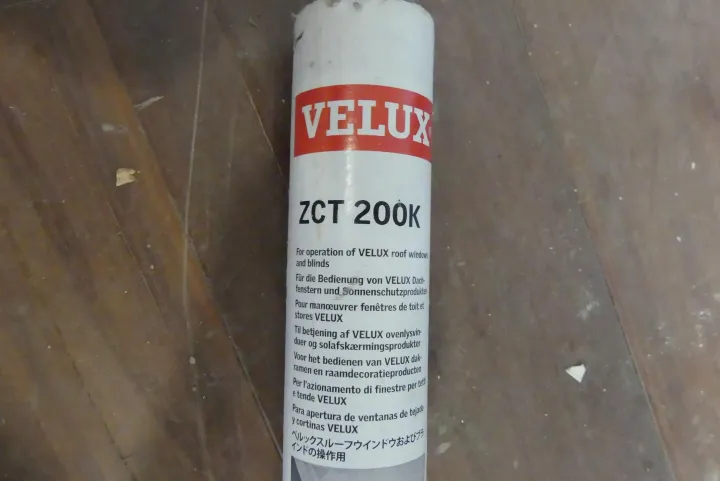 VELUX
ZCT 200K
For operation of VELUX roof window
and blinds
Für die Bedienung von VELUX Dach-
fenstern und Sonnenschutzprodukten
Pour manœuvrer fenêtres de toit et
stores VELUX
Til betjening af VELUX ovenlysvin-
duer og solafskærmingsprodukter
Voor het bedienen van VELUX dak-
ramen en raamdecoratieproducten
Per l'azionamento di finestre per tetti
e tende VELUX
Para apertura de ventanas de tejado
y cortinas VELUX
ベルックスルーフウインドウおよびブラ
インドの操作用